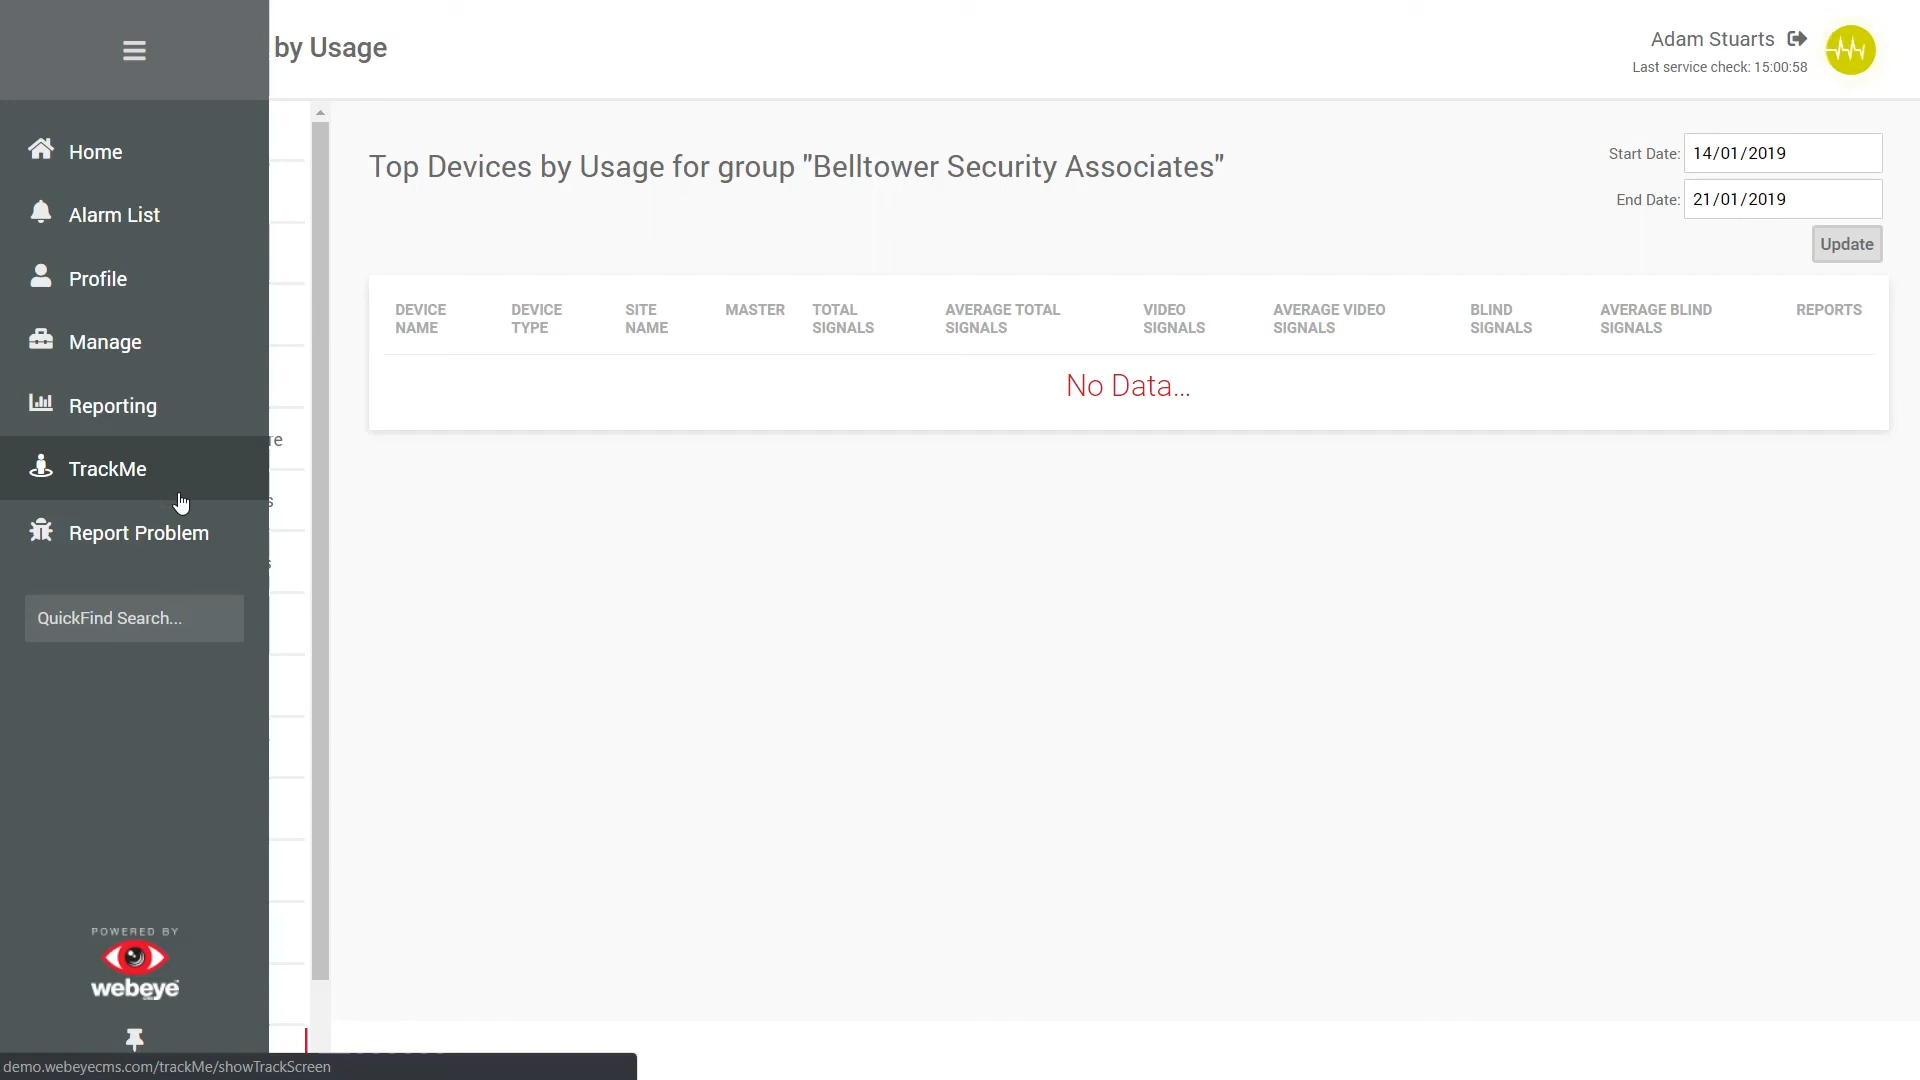 by Usage
Adam Stuarts
Last service check: 15:00:58
Home
Alarm List
Profile
Manage
Reporting
TrackMe
Report Problem
QuickFind Search...
POWERED BY
webeye
re
s
s
Top Devices by Usage for group "Belltower Security Associates"
Start Date: 14/01/2019
End Date: 21/01/2019
Update
DEVICE NAME
DEVICE TYPE
SITE NAME
MASTER
TOTAL SIGNALS
AVERAGE TOTAL SIGNALS
VIDEO SIGNALS
AVERAGE VIDEO SIGNALS
BLIND SIGNALS
AVERAGE BLIND SIGNALS
REPORTS
No Data...
demo.webeyecms.com/trackMe/showTrackScreen